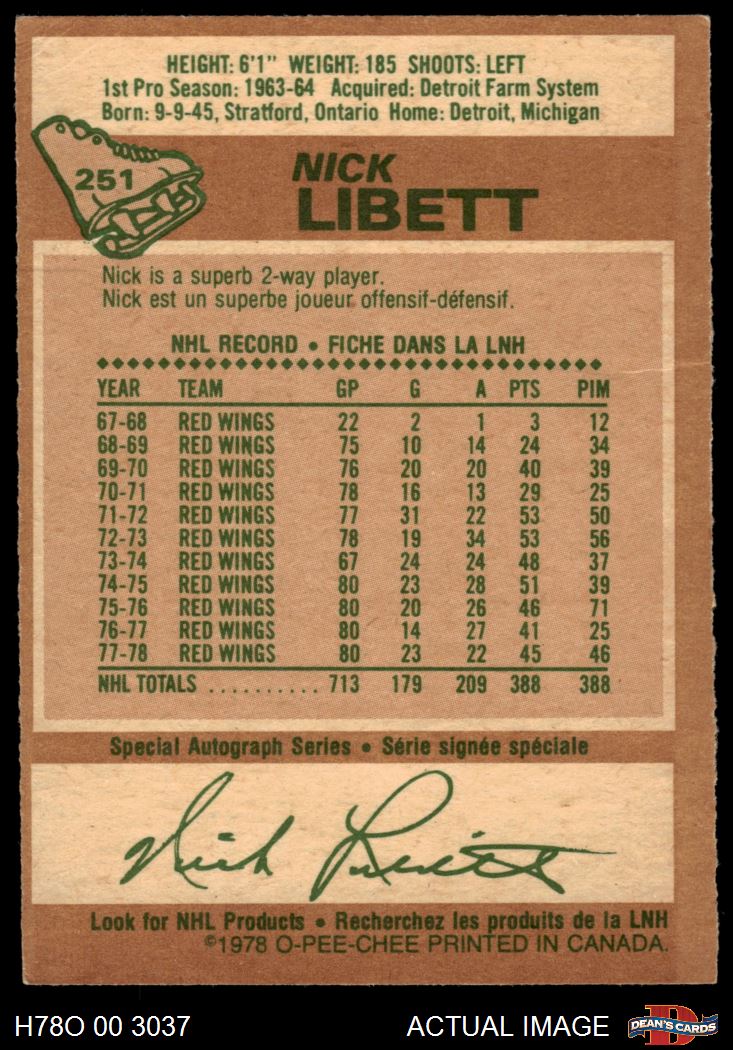 HEIGHT: 6'1" WEIGHT: 185 SHOOTS: LEFT
1st Pro Season: 1963-64 Acquired: Detroit Farm System
Born: 9-9-45, Stratford, Ontario Home: Detroit, Michigan
251
NICK
LIBETT
Nick is a superb 2-way player.
Nick est un superbe joueur offensif-défensif.
NHL RECORD • FICHE DANS LA LNH
YEAR TEAM GP G A PTS PIM
67-68 RED WINGS 22 2 1 3 12
68-69 RED WINGS 75 10 14 24 34
69-70 RED WINGS 76 20 20 40 39
70-71 RED WINGS 78 16 13 29 25
71-72 RED WINGS 77 31 22 53 50
72-73 RED WINGS 78 19 34 53 56
73-74 RED WINGS 67 24 24 48 37
74-75 RED WINGS 80 23 28 51 39
75-76 RED WINGS 80 20 26 46 71
76-77 RED WINGS 80 14 27 41 25
77-78 RED WINGS 80 23 22 45 46
NHL TOTALS .......... 713 179 209 388 388
Special Autograph Series • Série signée spéciale
Nick Libett
Look for NHL Products • Recherchez les produits de la LNH
©1978 O-PEE-CHEE PRINTED IN CANADA.
H78O 00 3037 ACTUAL IMAGE D DEAN'S CARDS